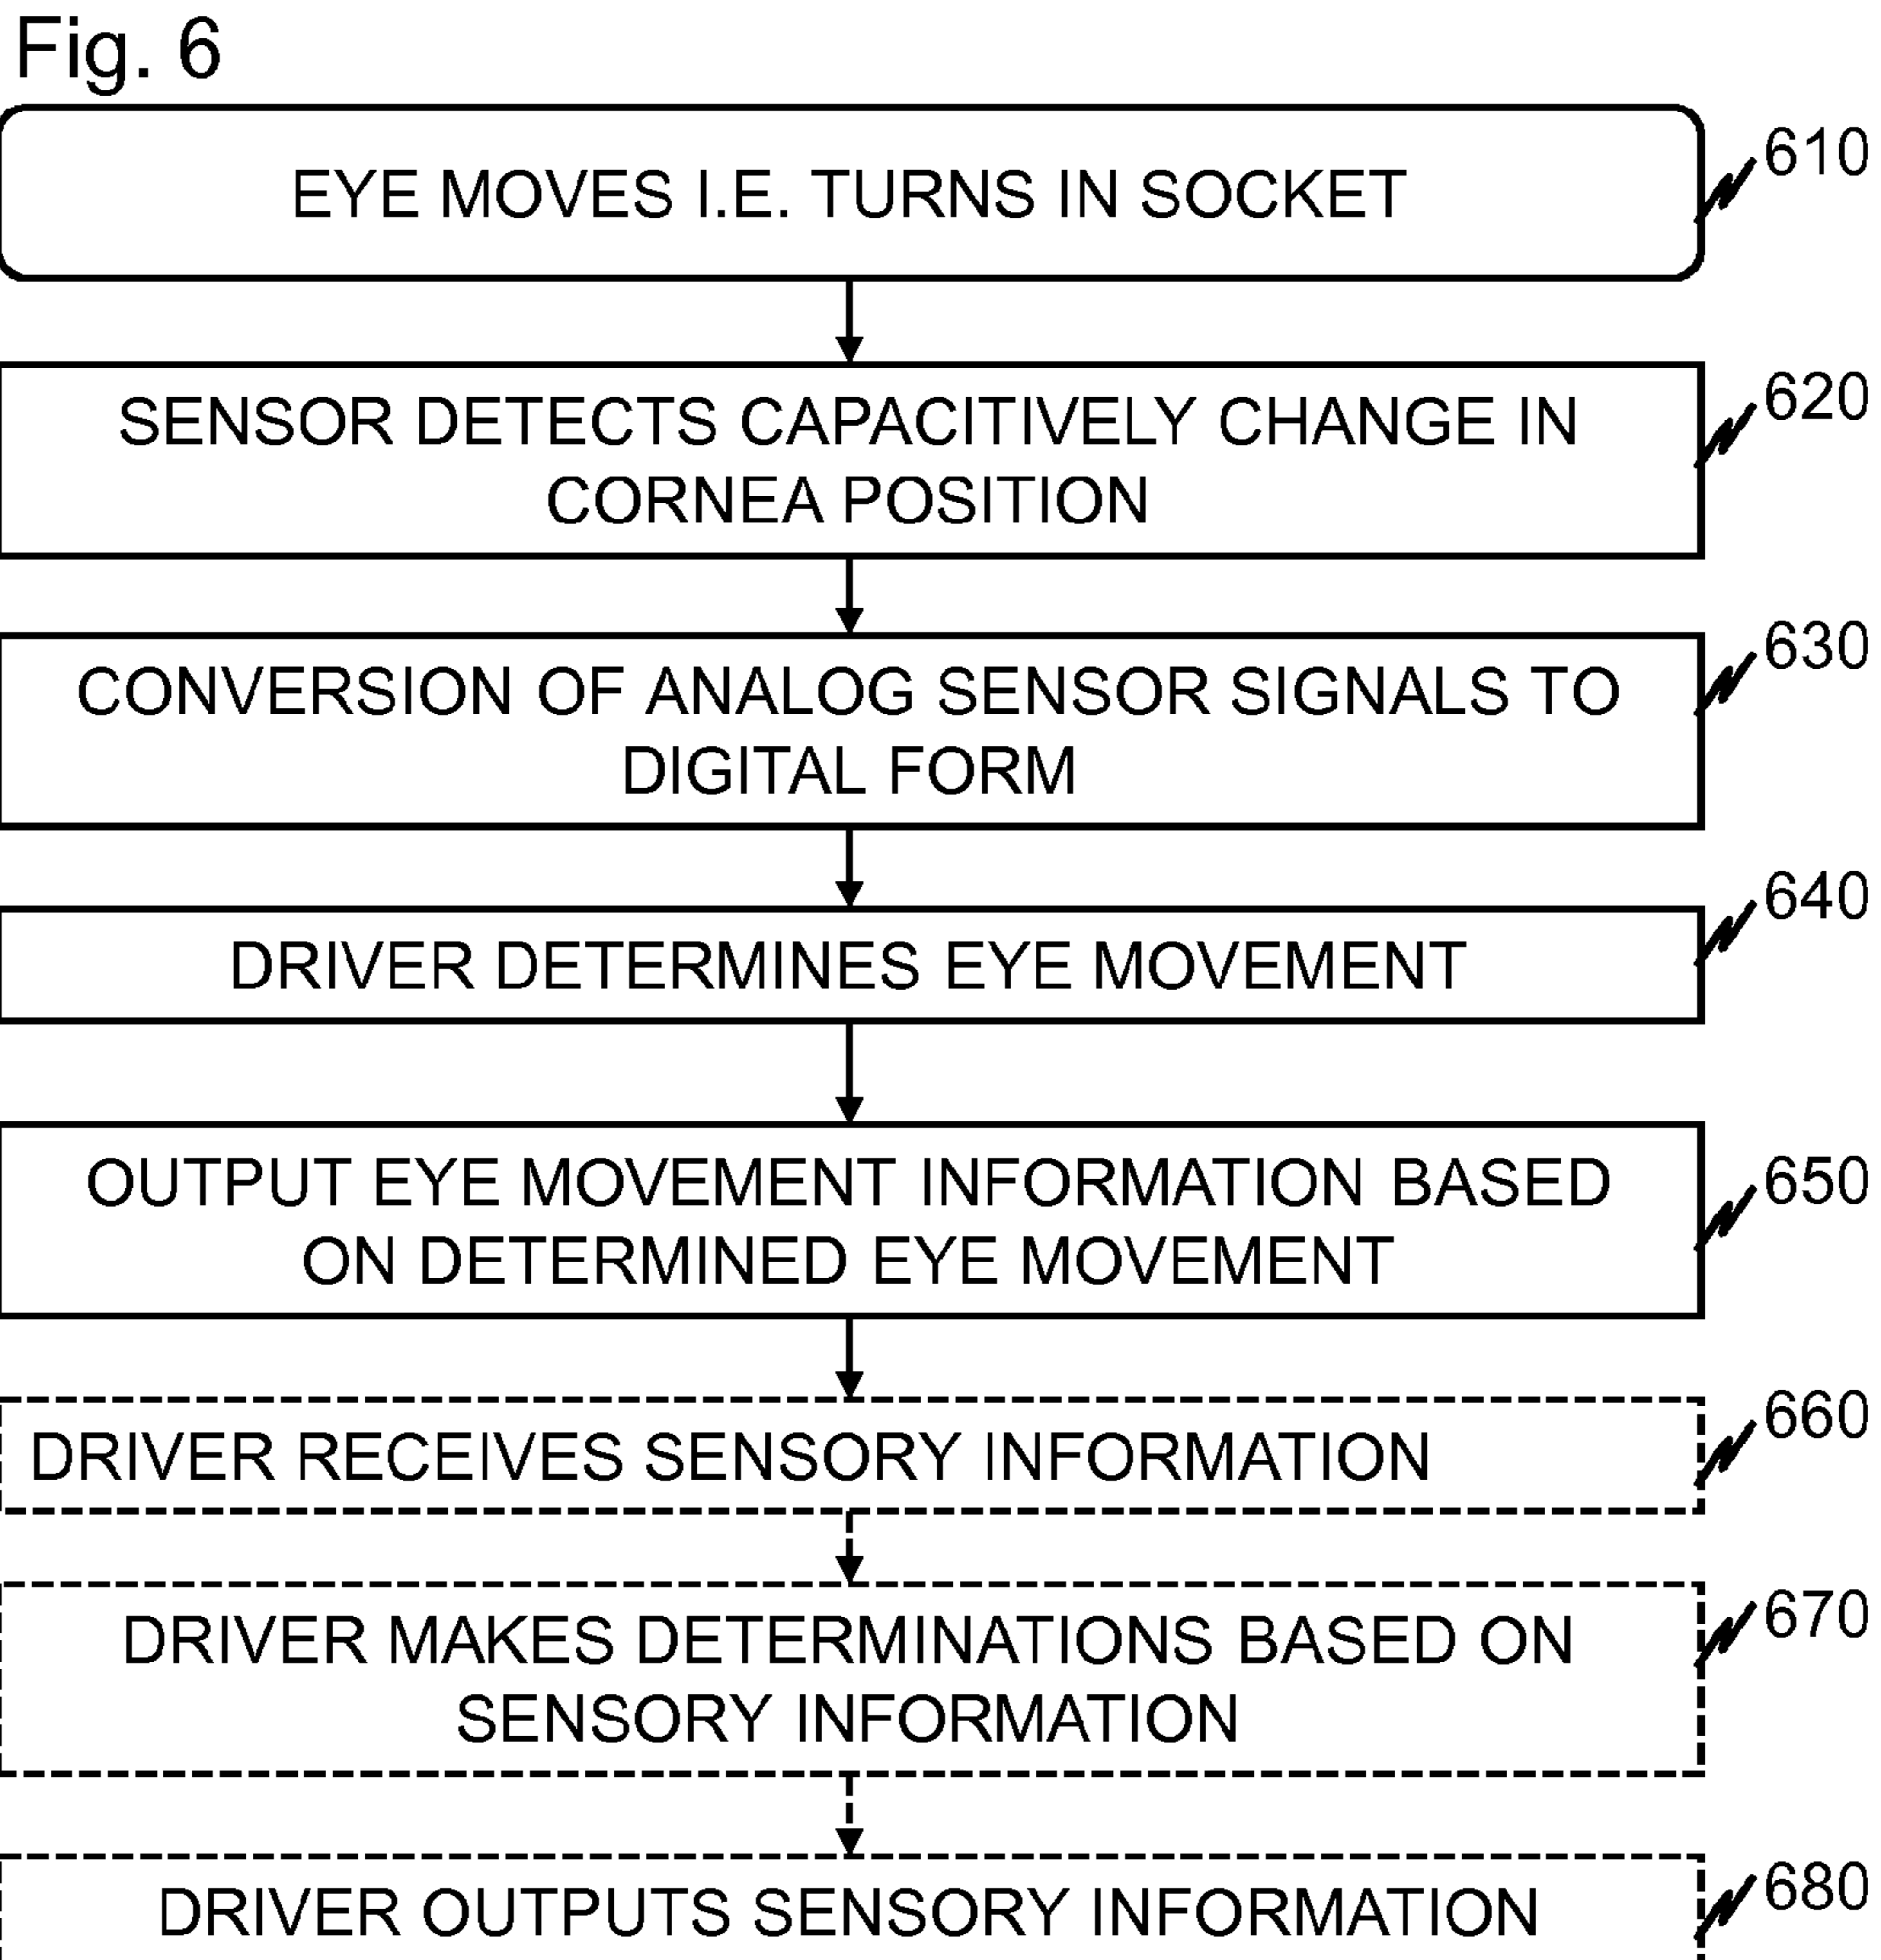 Fig. 6
EYE MOVES I.E. TURNS IN SOCKET
610
SENSOR DETECTS CAPACITIVELY CHANGE IN
CORNEA POSITION
620
CONVERSION OF ANALOG SENSOR SIGNALS TO
DIGITAL FORM
630
DRIVER DETERMINES EYE MOVEMENT
640
OUTPUT EYE MOVEMENT INFORMATION BASED
ON DETERMINED EYE MOVEMENT
650
DRIVER RECEIVES SENSORY INFORMATION
660
DRIVER MAKES DETERMINATIONS BASED ON
SENSORY INFORMATION
670
DRIVER OUTPUTS SENSORY INFORMATION
680